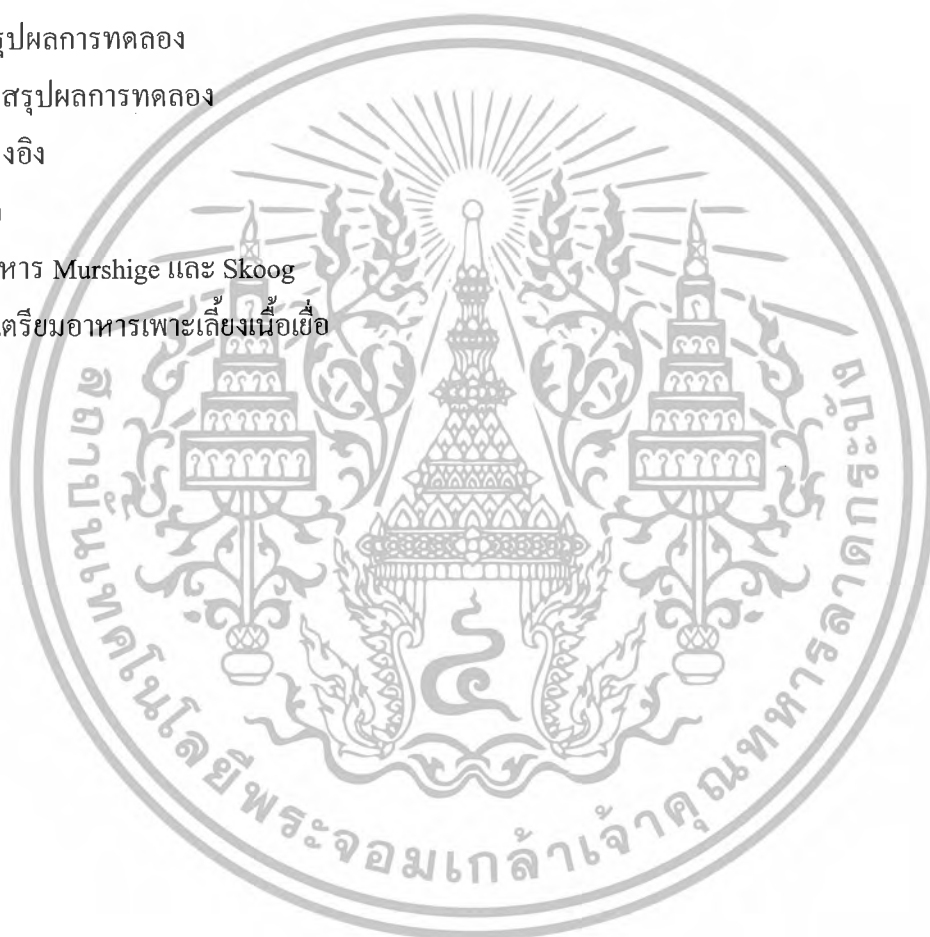 รุปผลการทดลอง
สรุปผลการทดลอง
งอิง
หาร Murshige และ Skoog
เตรียมอาหารเพาะเลี้ยงเนื้อเยื่อ
สถาบันเทคโนโลยีพระจอมเกล้าเจ้าคุณทหารลาดกระบัง
๔